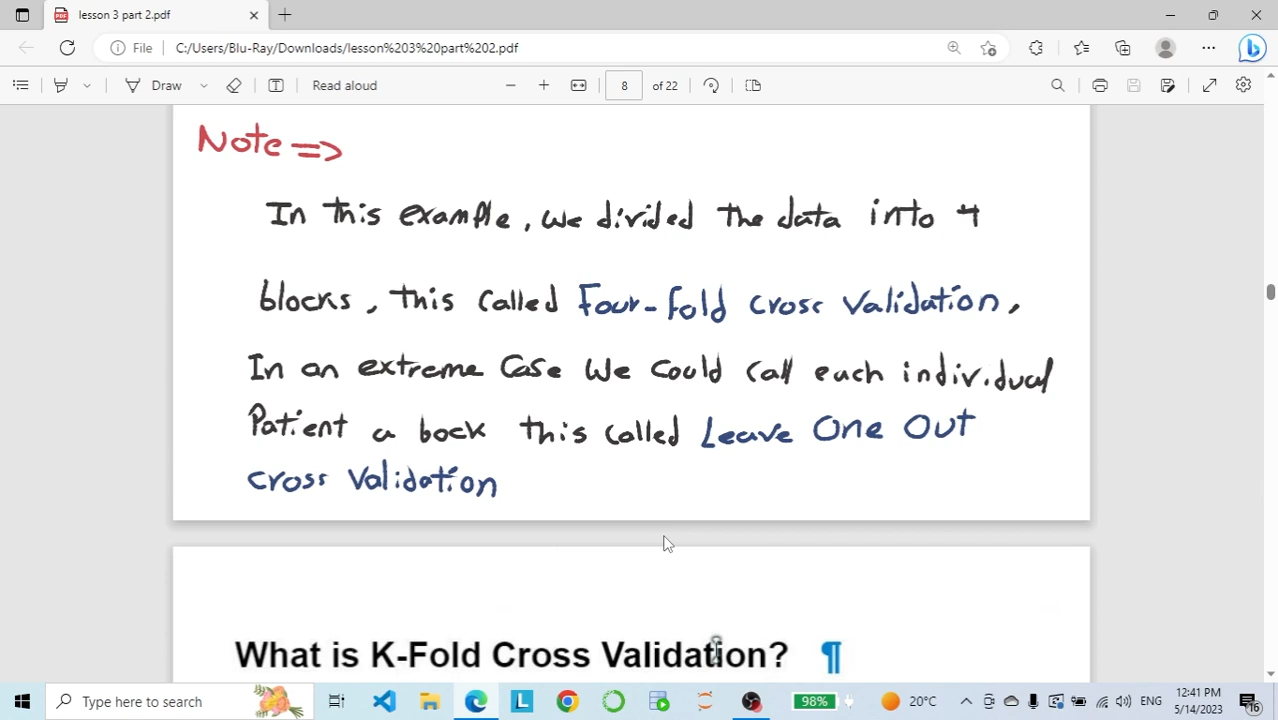 lesson 3 part 2.pdf
File C:/Users/Blu-Ray/Downloads/lesson%203%20part%202.pdf
Draw Read aloud 8 of 22
Note =>
In this example, we divided the data into 4
blocks, this called Four-fold cross validation,
In an extreme Case We Could call each individual
Patient a bock this called Leave One Out
cross validation
What is K-Fold Cross Validation? ¶
Type here to search 98% 20°C ENG 12:41 PM
5/14/2023 16